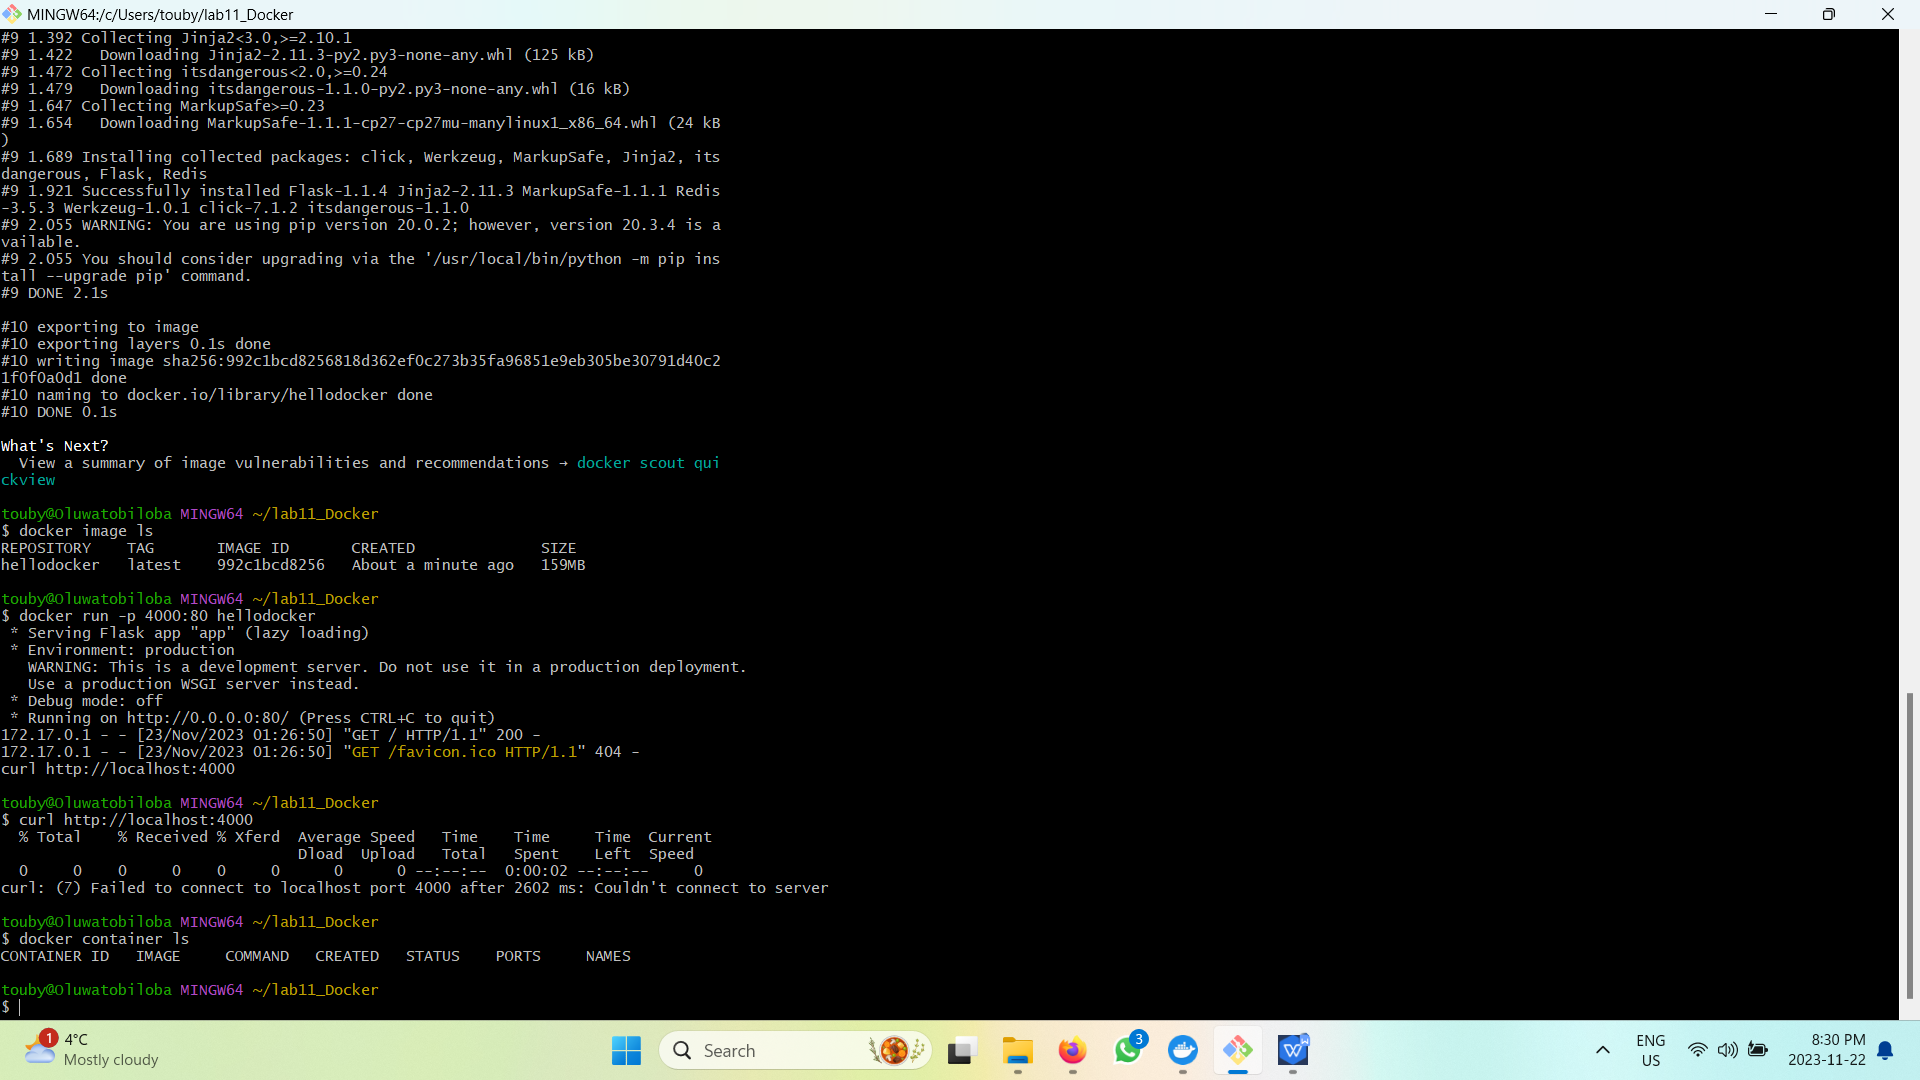 MINGW64:/c/Users/touby/lab11_Docker
#9 1.392 Collecting Jinja2<3.0,>=2.10.1
#9 1.422   Downloading Jinja2-2.11.3-py2.py3-none-any.whl (125 kB)
#9 1.472 Collecting itsdangerous<2.0,>=0.24
#9 1.479   Downloading itsdangerous-1.1.0-py2.py3-none-any.whl (16 kB)
#9 1.647 Collecting MarkupSafe>=0.23
#9 1.654   Downloading MarkupSafe-1.1.1-cp27-cp27mu-manylinux1_x86_64.whl (24 kB
)
#9 1.689 Installing collected packages: click, Werkzeug, MarkupSafe, Jinja2, its
dangerous, Flask, Redis
#9 1.921 Successfully installed Flask-1.1.4 Jinja2-2.11.3 MarkupSafe-1.1.1 Redis
-3.5.3 Werkzeug-1.0.1 click-7.1.2 itsdangerous-1.1.0
#9 2.055 WARNING: You are using pip version 20.0.2; however, version 20.3.4 is a
vailable.
#9 2.055 You should consider upgrading via the '/usr/local/bin/python -m pip ins
tall --upgrade pip' command.
#9 DONE 2.1s
#10 exporting to image
#10 exporting layers 0.1s done
#10 writing image sha256:992c1bcd8256818d362ef0c273b35fa96851e9eb305be30791d40c2
1f0f0a0d1 done
#10 naming to docker.io/library/hellodocker done
#10 DONE 0.1s
What's Next?
  View a summary of image vulnerabilities and recommendations → docker scout qui
ckview
touby@Oluwatobiloba MINGW64 ~/lab11_Docker
$ docker image ls
REPOSITORY    TAG       IMAGE ID       CREATED              SIZE
hellodocker   latest    992c1bcd8256   About a minute ago   159MB
touby@Oluwatobiloba MINGW64 ~/lab11_Docker
$ docker run -p 4000:80 hellodocker
 * Serving Flask app "app" (lazy loading)
 * Environment: production
   WARNING: This is a development server. Do not use it in a production deployment.
   Use a production WSGI server instead.
 * Debug mode: off
 * Running on http://0.0.0.0:80/ (Press CTRL+C to quit)
172.17.0.1 - - [23/Nov/2023 01:26:50] "GET / HTTP/1.1" 200 -
172.17.0.1 - - [23/Nov/2023 01:26:50] "GET /favicon.ico HTTP/1.1" 404 -
curl http://localhost:4000
touby@Oluwatobiloba MINGW64 ~/lab11_Docker
$ curl http://localhost:4000
  % Total    % Received % Xferd  Average Speed   Time    Time     Time  Current
                                 Dload  Upload   Total   Spent    Left  Speed
  0     0    0     0    0     0      0      0 --:--:--  0:00:02 --:--:--     0
curl: (7) Failed to connect to localhost port 4000 after 2602 ms: Couldn't connect to server
touby@Oluwatobiloba MINGW64 ~/lab11_Docker
$ docker container ls
CONTAINER ID   IMAGE     COMMAND   CREATED   STATUS    PORTS     NAMES
touby@Oluwatobiloba MINGW64 ~/lab11_Docker
$
1
4°C
Mostly cloudy
Search
3
W
ENG
US
8:30 PM
2023-11-22